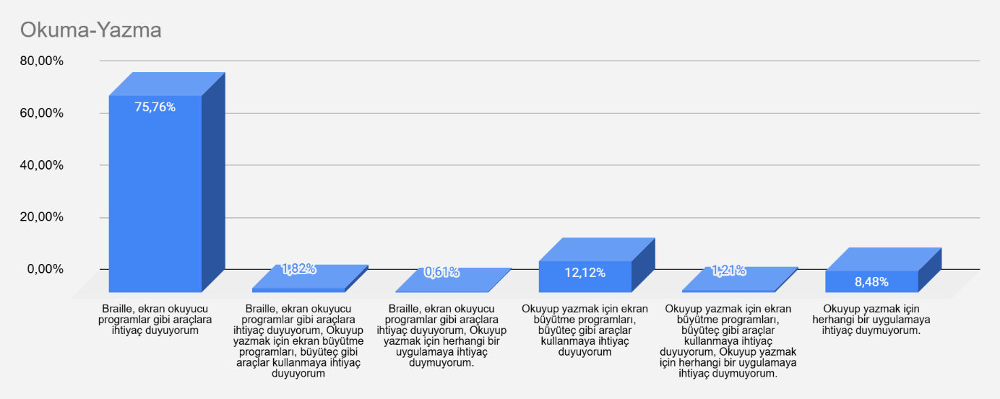 Okuma-Yazma
80,00%
60,00%
40,00%
20,00%
0,00%
75,76%
1,82%
0,61%
12,12%
1,21%
8,48%
Braille, ekran okuyucu
programlar gibi araçlara
ihtiyaç duyuyorum
Braille, ekran okuyucu
programlar gibi araçlara
ihtiyaç duyuyorum, Okuyup
yazmak için ekran büyütme
programları, büyüteç gibi
araçlar kullanmaya ihtiyaç
duyuyorum
Braille, ekran okuyucu
programlar gibi araçlara
ihtiyaç duyuyorum, Okuyup
yazmak için herhangi bir
uygulamaya ihtiyaç
duymuyorum.
Okuyup yazmak için ekran
büyütme programları,
büyüteç gibi araçlar
kullanmaya ihtiyaç
duyuyorum
Okuyup yazmak için ekran
büyütme programları,
büyüteç gibi araçlar
kullanmaya ihtiyaç
duyuyorum, Okuyup yazmak
için herhangi bir uygulamaya
ihtiyaç duymuyorum.
Okuyup yazmak için
herhangi bir uygulamaya
ihtiyaç duymuyorum.